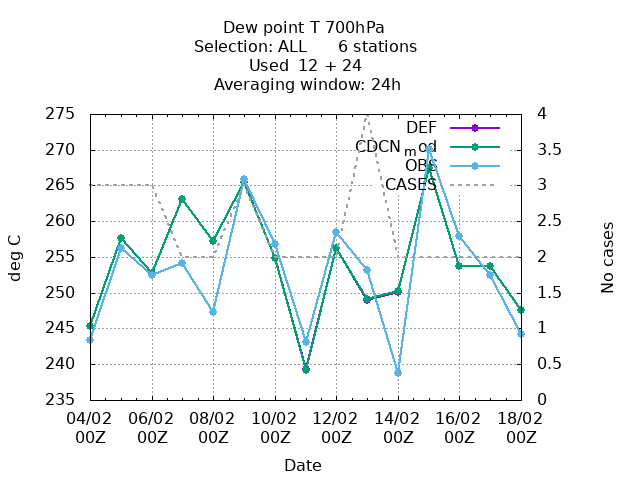 Dew point T 700hPa
Selection: ALL      6 stations
Used  12 + 24
Averaging window: 24h
275 4
DEF
270 3.5
CDCN_mod
OBS
265 3
CASES
260 2.5
255 2
250 1.5
245 1
240 0.5
235 0
deg C
No cases
04/02 06/02 08/02 10/02 12/02 14/02 16/02 18/02
00Z 00Z 00Z 00Z 00Z 00Z 00Z 00Z
Date